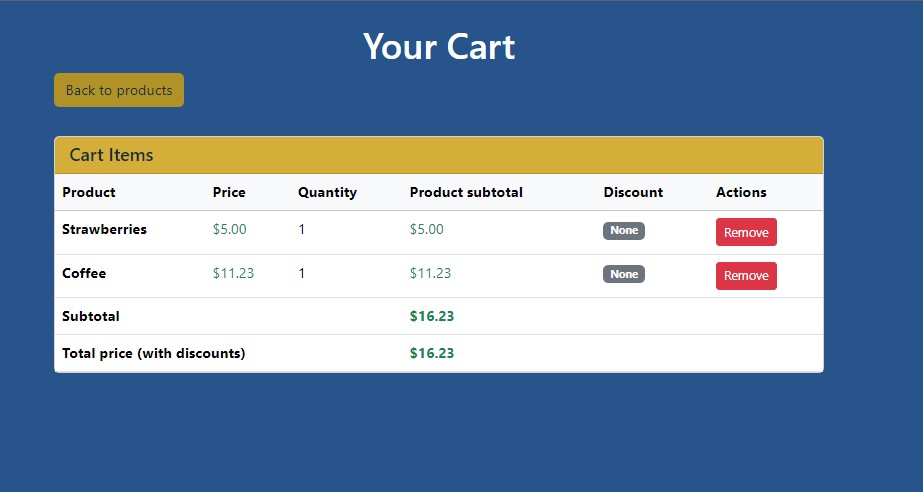 Your Cart
Back to products
Cart Items
Product Price Quantity Product subtotal Discount Actions
Strawberries $5.00 1 $5.00 None Remove
Coffee $11.23 1 $11.23 None Remove
Subtotal $16.23
Total price (with discounts) $16.23